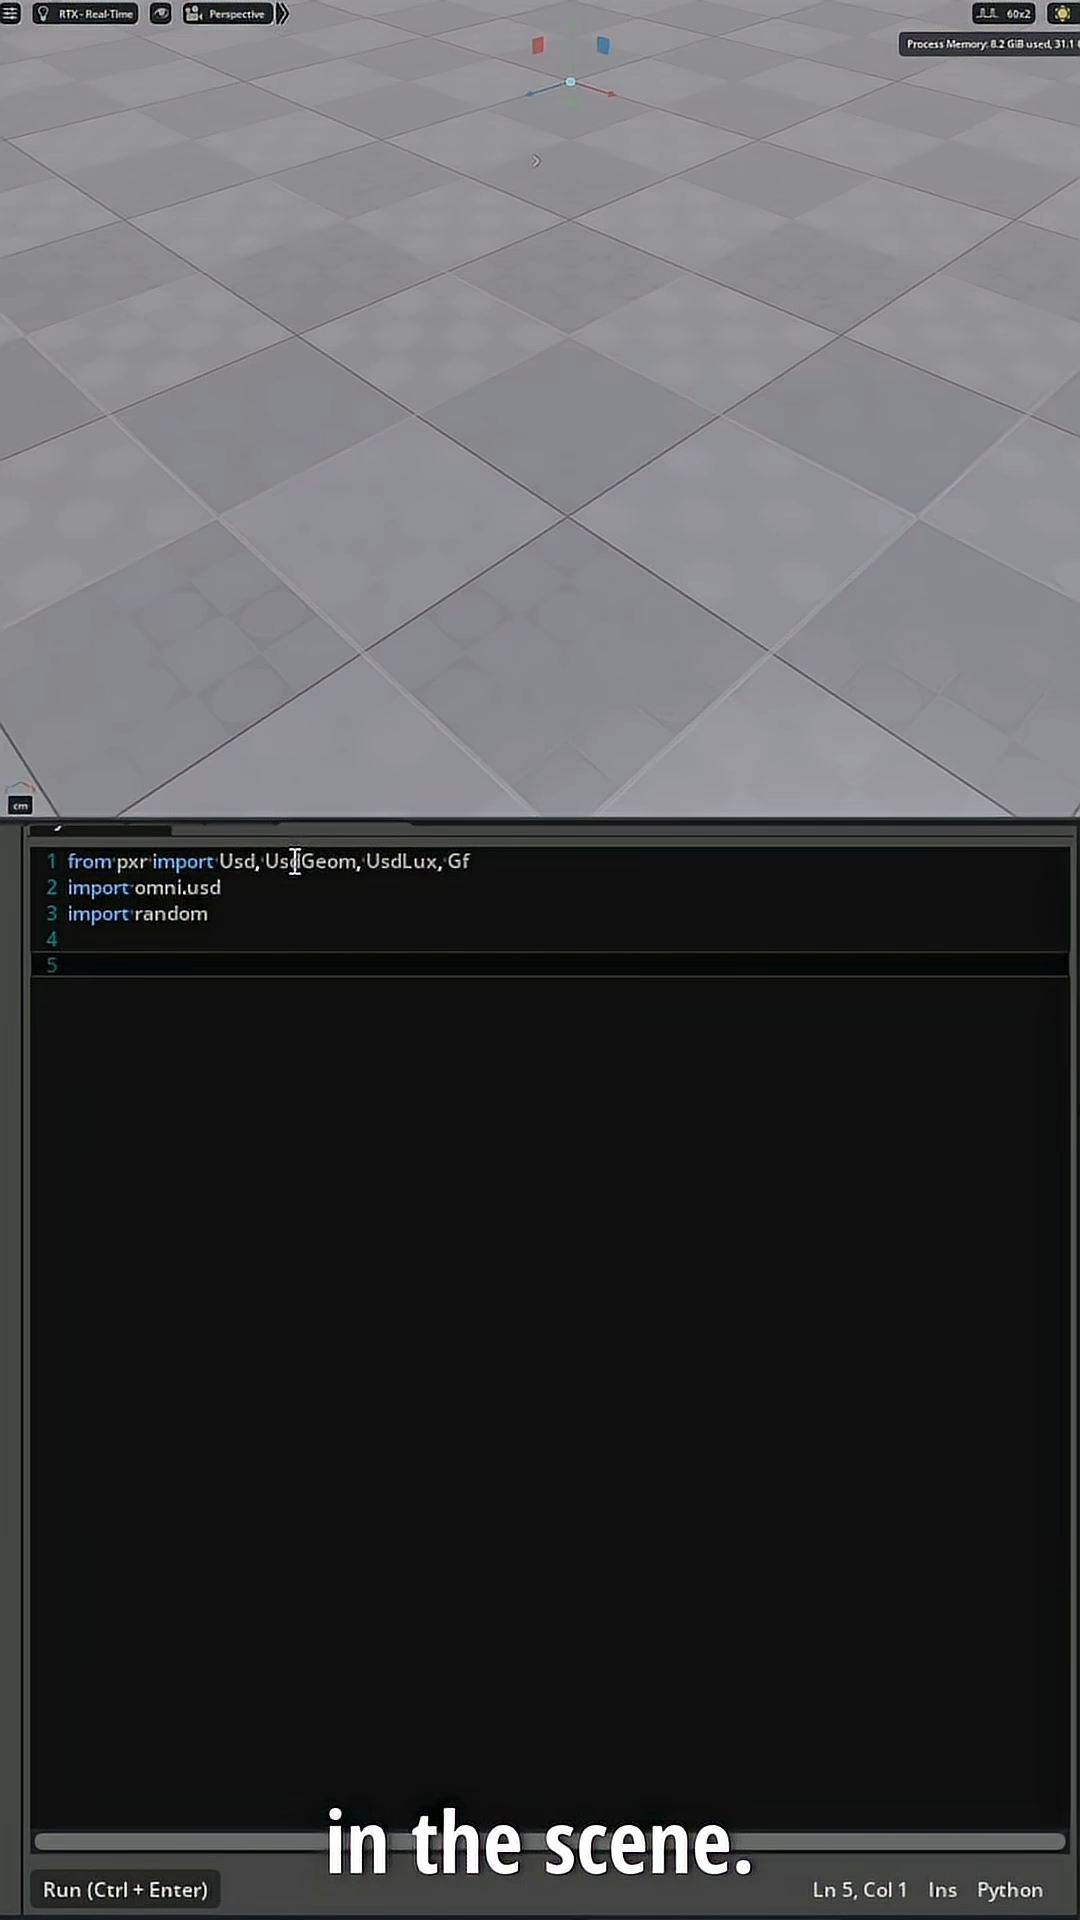 RTX - Real-Time
Perspective
60x2
Process Memory: 8.2 GiB used, 31.1
cm
1 from pxr import Usd, UsdGeom, UsdLux, Gf
2 import omni.usd
3 import random
4
5
in the scene.
Run (Ctrl + Enter)
Ln 5, Col 1 Ins Python